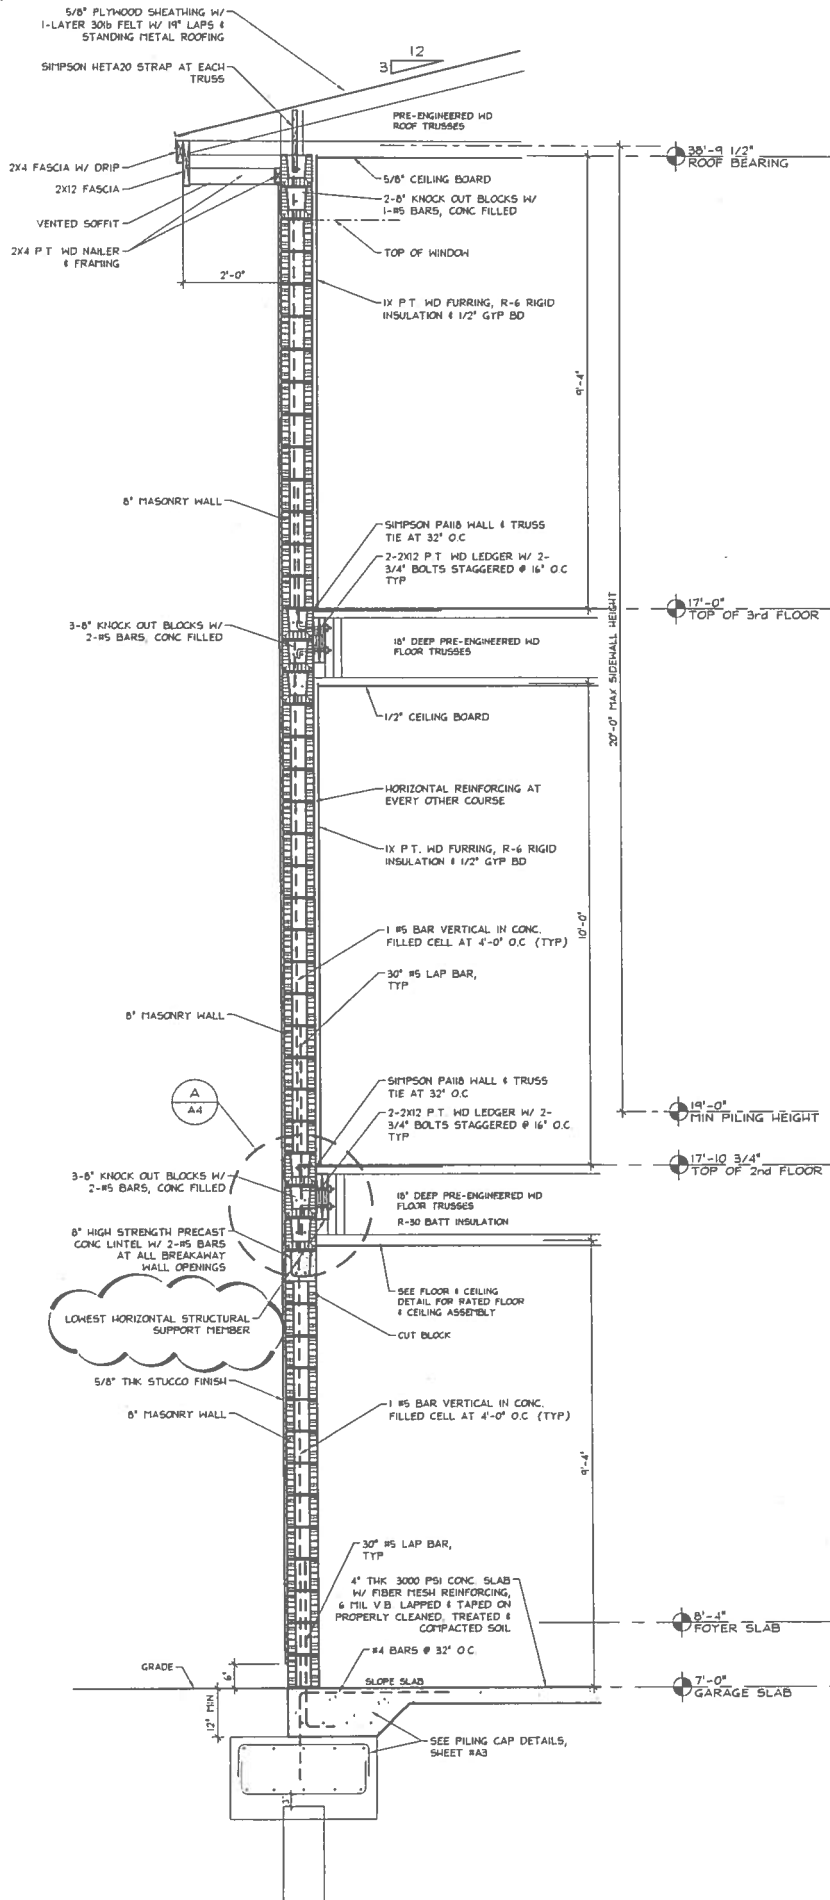 5/8" PLYWOOD SHEATHING W/
1-LAYER 30lb FELT W/ 19" LAPS &
STANDING METAL ROOFING
12
3
SIMPSON HETA20 STRAP AT EACH
TRUSS
PRE-ENGINEERED WD
ROOF TRUSSES
38'-9 1/2"
ROOF BEARING
2X4 FASCIA W/ DRIP
2X12 FASCIA
VENTED SOFFIT
2X4 P.T. WD NAILER
& FRAMING
2'-0"
5/8" CEILING BOARD
2-8" KNOCK OUT BLOCKS W/
1-#5 BARS, CONC FILLED
TOP OF WINDOW
1X P.T. WD FURRING, R-6 RIGID
INSULATION & 1/2" GYP BD
9'-4"
8" MASONRY WALL
SIMPSON PAI18 WALL & TRUSS
TIE AT 32" O.C
2-2X12 P.T. WD LEDGER W/ 2-
3/4" BOLTS STAGGERED @ 16" O.C
TYP
17'-0"
TOP OF 3rd FLOOR
3-8" KNOCK OUT BLOCKS W/
2-#5 BARS, CONC FILLED
18" DEEP PRE-ENGINEERED WD
FLOOR TRUSSES
20'-0" MAX SIDEWALL HEIGHT
1/2" CEILING BOARD
HORIZONTAL REINFORCING AT
EVERY OTHER COURSE
1X P.T. WD FURRING, R-6 RIGID
INSULATION & 1/2" GYP BD
10'-0"
1 #5 BAR VERTICAL IN CONC.
FILLED CELL AT 4'-0" O.C (TYP)
30" #5 LAP BAR,
TYP
8" MASONRY WALL
SIMPSON PAI18 WALL & TRUSS
TIE AT 32" O.C
2-2X12 P.T. WD LEDGER W/ 2-
3/4" BOLTS STAGGERED @ 16" O.C.
TYP
A
A4
19'-0"
MIN PILING HEIGHT
17'-10 3/4"
TOP OF 2nd FLOOR
3-8" KNOCK OUT BLOCKS W/
2-#5 BARS, CONC FILLED
18" DEEP PRE-ENGINEERED WD
FLOOR TRUSSES
R-30 BATT INSULATION
8" HIGH STRENGTH PRECAST
CONC LINTEL W/ 2-#5 BARS
AT ALL BREAKAWAY
WALL OPENINGS
SEE FLOOR & CEILING
DETAIL FOR RATED FLOOR
& CEILING ASSEMBLY
LOWEST HORIZONTAL STRUCTURAL
SUPPORT MEMBER
CUT BLOCK
5/8" THK STUCCO FINISH
8" MASONRY WALL
1 #5 BAR VERTICAL IN CONC.
FILLED CELL AT 4'-0" O.C (TYP)
9'-4"
30" #5 LAP BAR,
TYP
4" THK 3000 PSI CONC. SLAB
W/ FIBER MESH REINFORCING,
6 MIL V.B. LAPPED & TAPED ON
PROPERLY CLEANED, TREATED &
COMPACTED SOIL
8'-4"
FOYER SLAB
#4 BARS @ 32" O.C.
GRADE
6"
SLOPE SLAB
7'-0"
GARAGE SLAB
12" MIN
SEE PILING CAP DETAILS,
SHEET #A3
3"